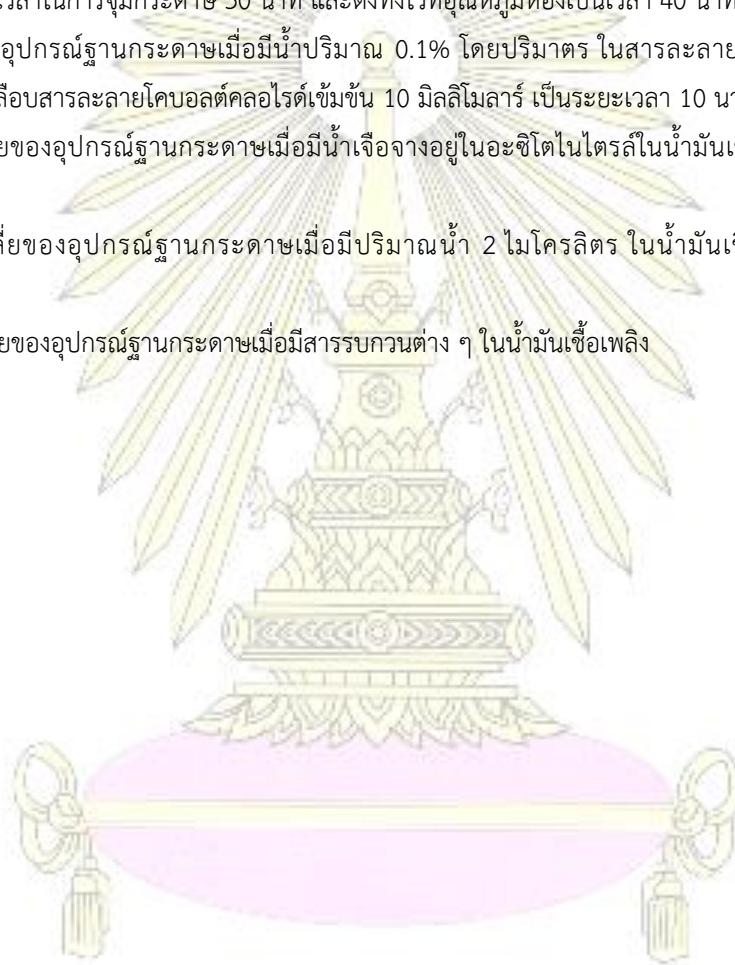 เวลาในการจุ่มกระดาษ 30 นาที และตั้งทิ้งไว้ที่อุณหภูมิห้องเป็นเวลา 40 นาที
อุปกรณ์ฐานกระดาษเมื่อมีน้ำปริมาณ 0.1% โดยปริมาตร ในสารละลาย
คลือบสารละลายโคบอลต์คลอไรด์เข้มข้น 10 มิลลิโมลาร์ เป็นระยะเวลา 10 นา
ยของอุปกรณ์ฐานกระดาษเมื่อมีน้ำเจือจางอยู่ในอะซิโตไนไตรล์ในน้ำมันเ
ลี่ยของอุปกรณ์ฐานกระดาษเมื่อมีปริมาณน้ำ 2 ไมโครลิตร ในน้ำมันเชื
ยของอุปกรณ์ฐานกระดาษเมื่อมีสารรบกวนต่าง ๆ ในน้ำมันเชื้อเพลิง